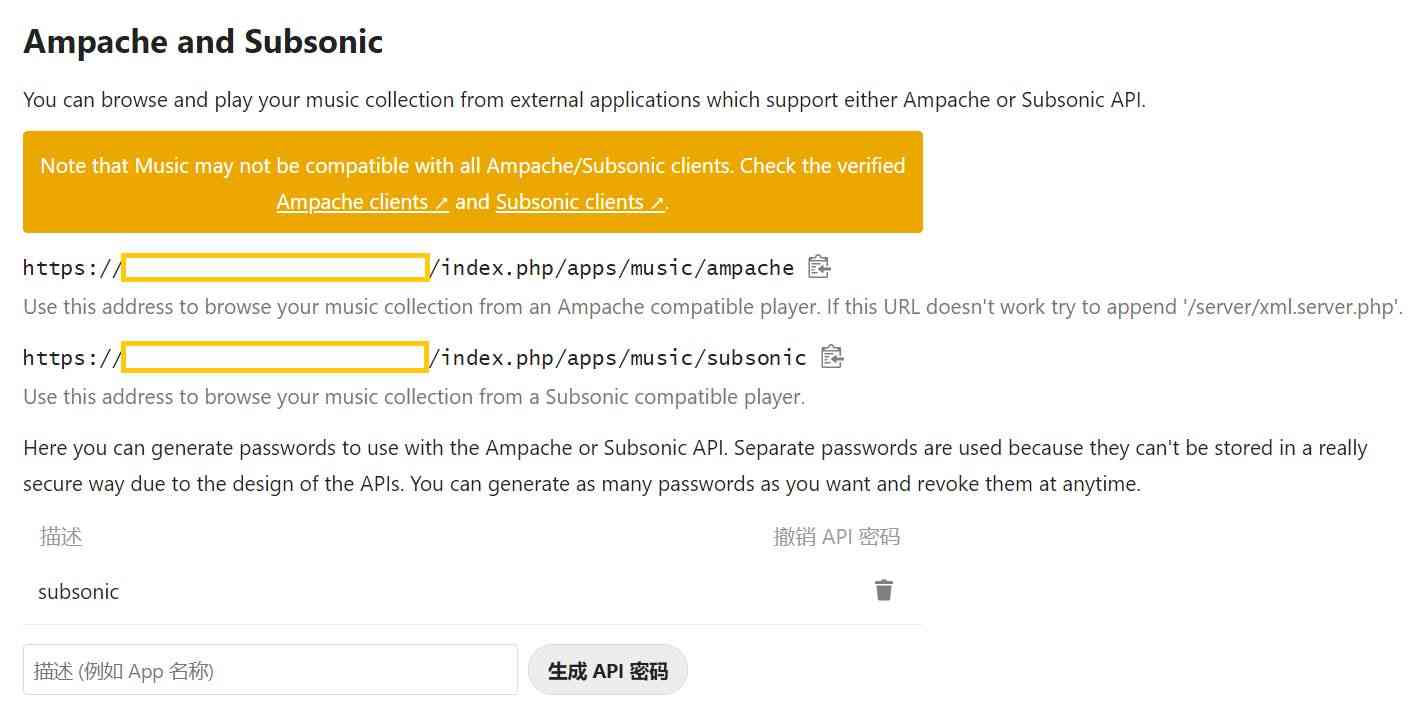 Ampache and Subsonic
You can browse and play your music collection from external applications which support either Ampache or Subsonic API.
Note that Music may not be compatible with all Ampache/Subsonic clients. Check the verified
Ampache clients ↗ and Subsonic clients ↗.
https:///index.php/apps/music/ampache
Use this address to browse your music collection from an Ampache compatible player. If this URL doesn't work try to append '/server/xml.server.php'.
https:///index.php/apps/music/subsonic
Use this address to browse your music collection from a Subsonic compatible player.
Here you can generate passwords to use with the Ampache or Subsonic API. Separate passwords are used because they can't be stored in a really
secure way due to the design of the APIs. You can generate as many passwords as you want and revoke them at anytime.
描述 撤销 API 密码
subsonic
描述 (例如 App 名称) 生成 API 密码